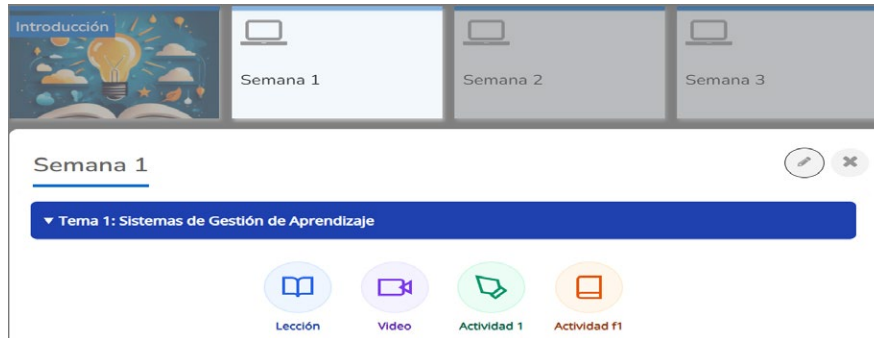 Introducción
Semana 1
Semana 2
Semana 3
Semana 1
▾ Tema 1: Sistemas de Gestión de Aprendizaje
Lección
Video
Actividad 1
Actividad f1